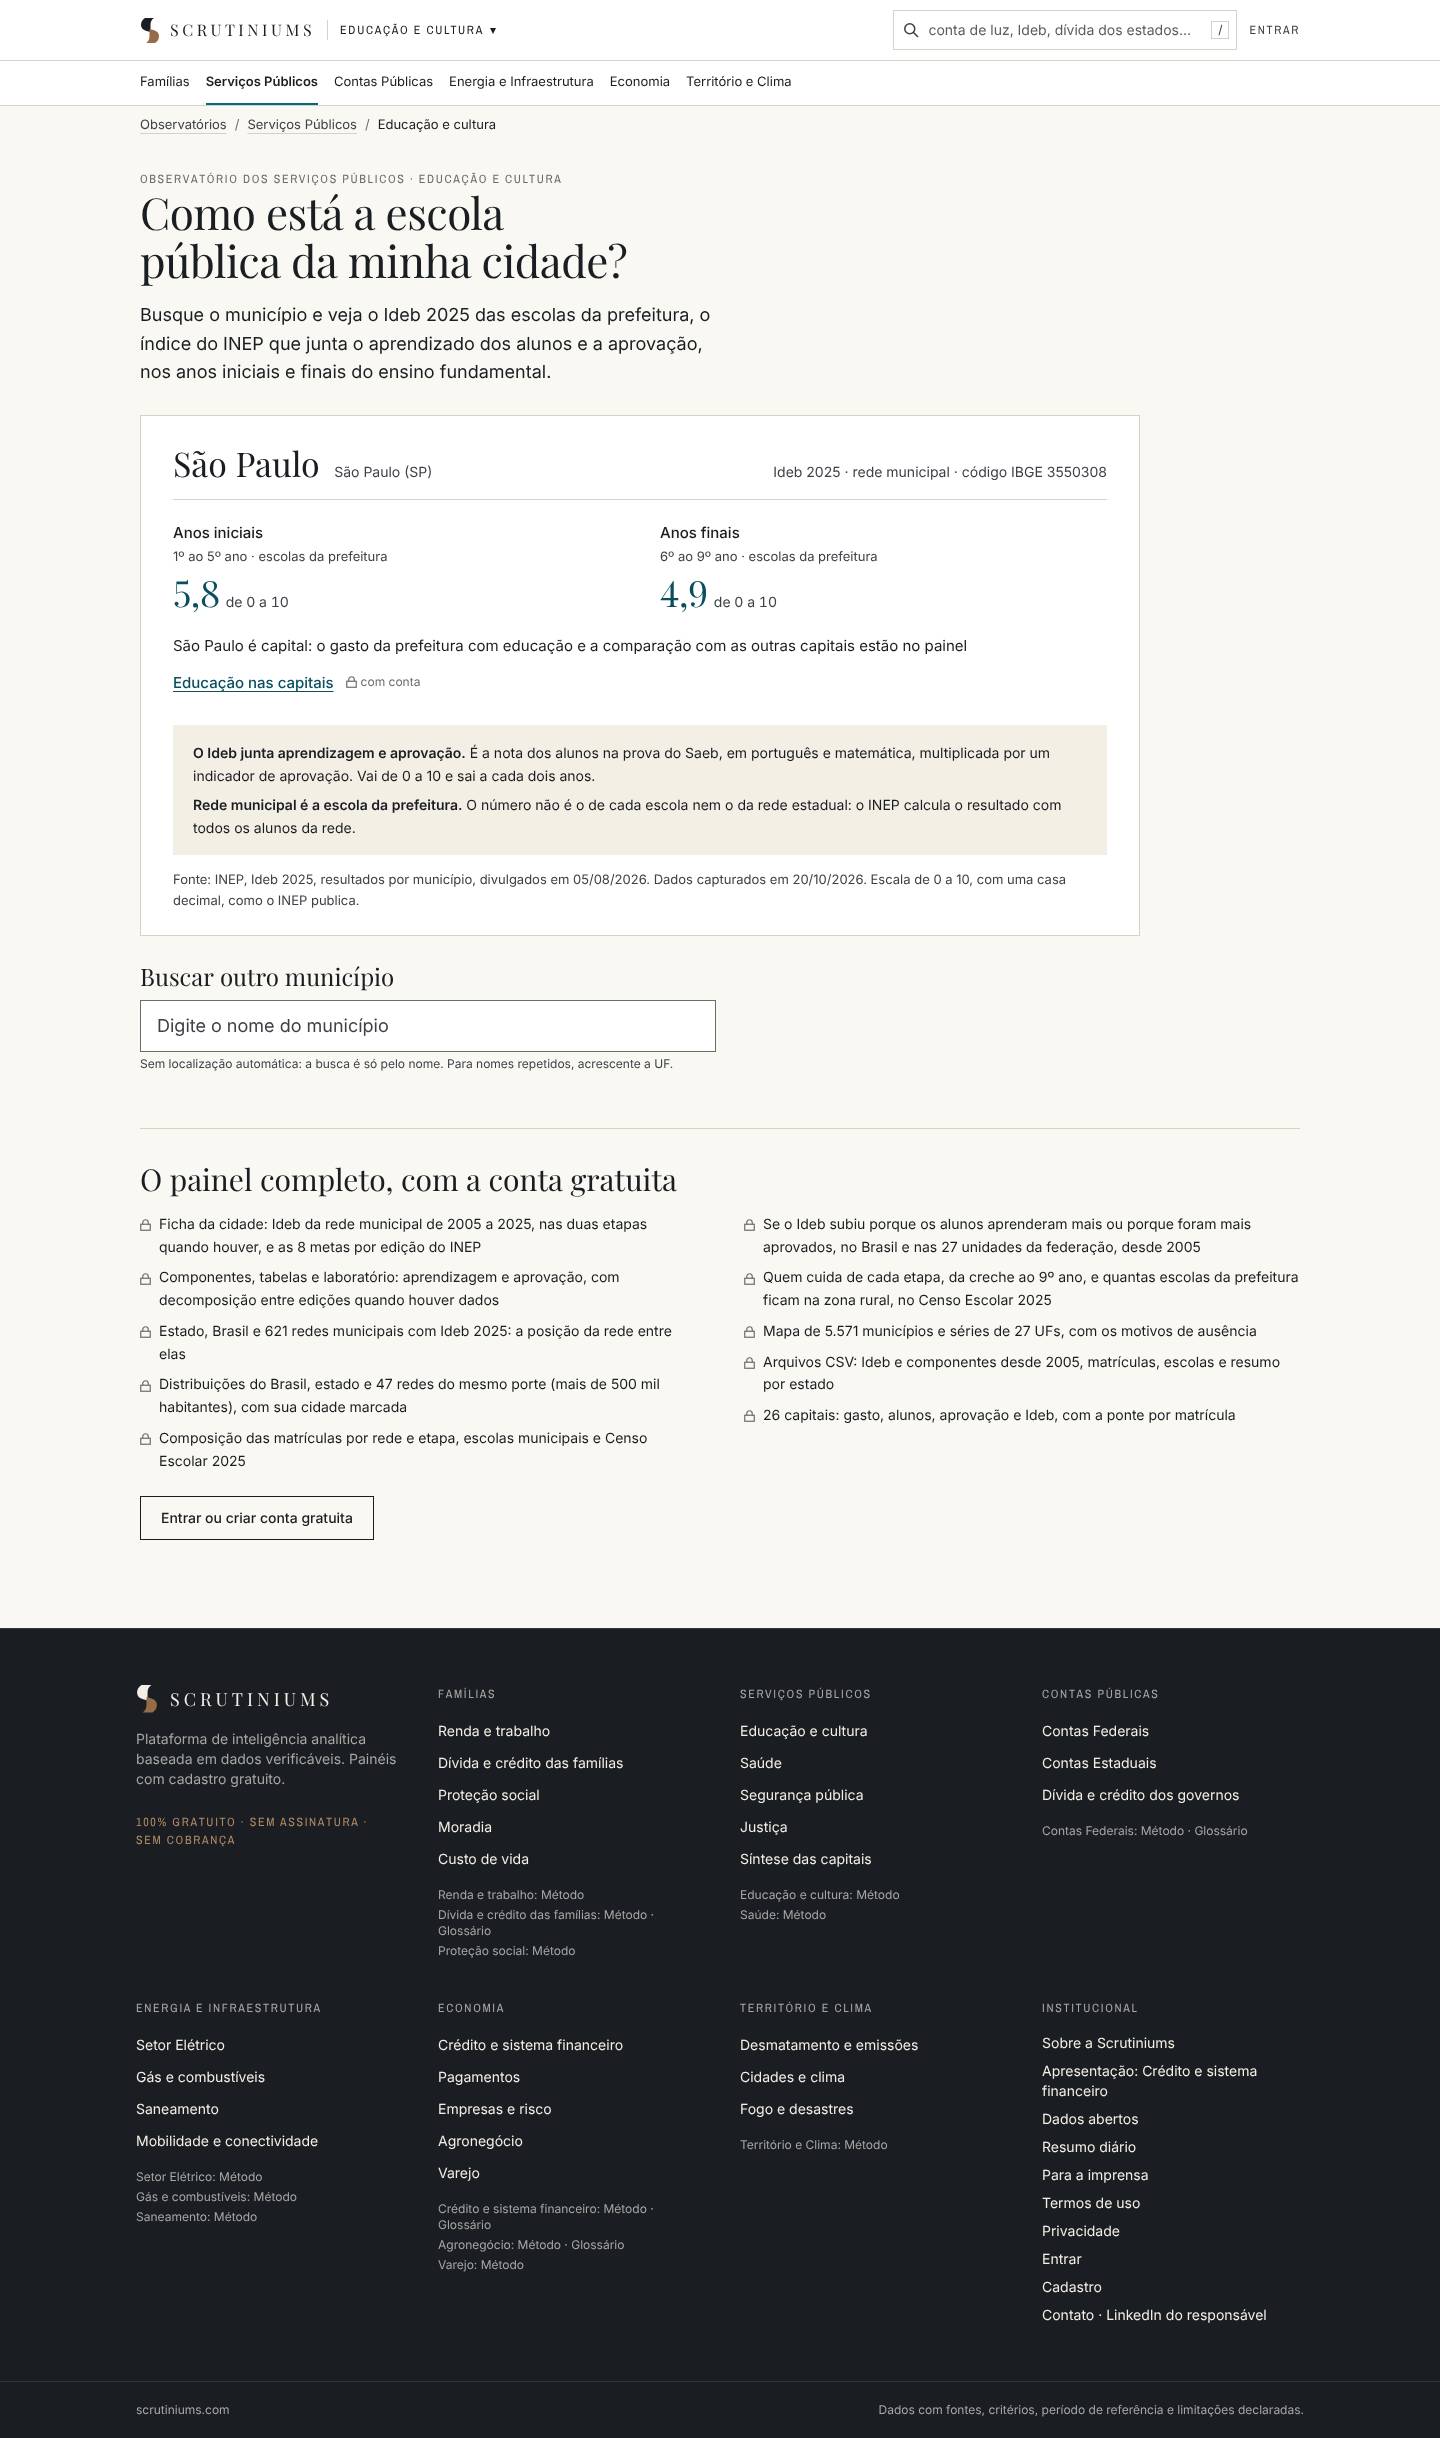 SCRUTINIUMS
EDUCAÇÃO E CULTURA ▾
conta de luz, Ideb, dívida dos estados...
/
ENTRAR
Famílias
Serviços Públicos
Contas Públicas
Energia e Infraestrutura
Economia
Território e Clima
Observatórios / Serviços Públicos / Educação e cultura
OBSERVATÓRIO DOS SERVIÇOS PÚBLICOS · EDUCAÇÃO E CULTURA
Como está a escola
pública da minha cidade?
Busque o município e veja o Ideb 2025 das escolas da prefeitura, o
índice do INEP que junta o aprendizado dos alunos e a aprovação,
nos anos iniciais e finais do ensino fundamental.
São Paulo São Paulo (SP)
Ideb 2025 · rede municipal · código IBGE 3550308
Anos iniciais
1º ao 5º ano · escolas da prefeitura
5,8 de 0 a 10
Anos finais
6º ao 9º ano · escolas da prefeitura
4,9 de 0 a 10
São Paulo é capital: o gasto da prefeitura com educação e a comparação com as outras capitais estão no painel
Educação nas capitais com conta
O Ideb junta aprendizagem e aprovação. É a nota dos alunos na prova do Saeb, em português e matemática, multiplicada por um
indicador de aprovação. Vai de 0 a 10 e sai a cada dois anos.
Rede municipal é a escola da prefeitura. O número não é o de cada escola nem o da rede estadual: o INEP calcula o resultado com
todos os alunos da rede.
Fonte: INEP, Ideb 2025, resultados por município, divulgados em 05/08/2026. Dados capturados em 20/10/2026. Escala de 0 a 10, com uma casa
decimal, como o INEP publica.
Buscar outro município
Digite o nome do município
Sem localização automática: a busca é só pelo nome. Para nomes repetidos, acrescente a UF.
O painel completo, com a conta gratuita
Ficha da cidade: Ideb da rede municipal de 2005 a 2025, nas duas etapas
quando houver, e as 8 metas por edição do INEP
Componentes, tabelas e laboratório: aprendizagem e aprovação, com
decomposição entre edições quando houver dados
Estado, Brasil e 621 redes municipais com Ideb 2025: a posição da rede entre
elas
Distribuições do Brasil, estado e 47 redes do mesmo porte (mais de 500 mil
habitantes), com sua cidade marcada
Composição das matrículas por rede e etapa, escolas municipais e Censo
Escolar 2025
Se o Ideb subiu porque os alunos aprenderam mais ou porque foram mais
aprovados, no Brasil e nas 27 unidades da federação, desde 2005
Quem cuida de cada etapa, da creche ao 9º ano, e quantas escolas da prefeitura
ficam na zona rural, no Censo Escolar 2025
Mapa de 5.571 municípios e séries de 27 UFs, com os motivos de ausência
Arquivos CSV: Ideb e componentes desde 2005, matrículas, escolas e resumo
por estado
26 capitais: gasto, alunos, aprovação e Ideb, com a ponte por matrícula
Entrar ou criar conta gratuita
SCRUTINIUMS
Plataforma de inteligência analítica
baseada em dados verificáveis. Painéis
com cadastro gratuito.
100% GRATUITO · SEM ASSINATURA ·
SEM COBRANÇA
FAMÍLIAS
Renda e trabalho
Dívida e crédito das famílias
Proteção social
Moradia
Custo de vida
Renda e trabalho: Método
Dívida e crédito das famílias: Método ·
Glossário
Proteção social: Método
SERVIÇOS PÚBLICOS
Educação e cultura
Saúde
Segurança pública
Justiça
Síntese das capitais
Educação e cultura: Método
Saúde: Método
CONTAS PÚBLICAS
Contas Federais
Contas Estaduais
Dívida e crédito dos governos
Contas Federais: Método · Glossário
ENERGIA E INFRAESTRUTURA
Setor Elétrico
Gás e combustíveis
Saneamento
Mobilidade e conectividade
Setor Elétrico: Método
Gás e combustíveis: Método
Saneamento: Método
ECONOMIA
Crédito e sistema financeiro
Pagamentos
Empresas e risco
Agronegócio
Varejo
Crédito e sistema financeiro: Método ·
Glossário
Agronegócio: Método · Glossário
Varejo: Método
TERRITÓRIO E CLIMA
Desmatamento e emissões
Cidades e clima
Fogo e desastres
Território e Clima: Método
INSTITUCIONAL
Sobre a Scrutiniums
Apresentação: Crédito e sistema
financeiro
Dados abertos
Resumo diário
Para a imprensa
Termos de uso
Privacidade
Entrar
Cadastro
Contato · LinkedIn do responsável
scrutiniums.com
Dados com fontes, critérios, período de referência e limitações declaradas.